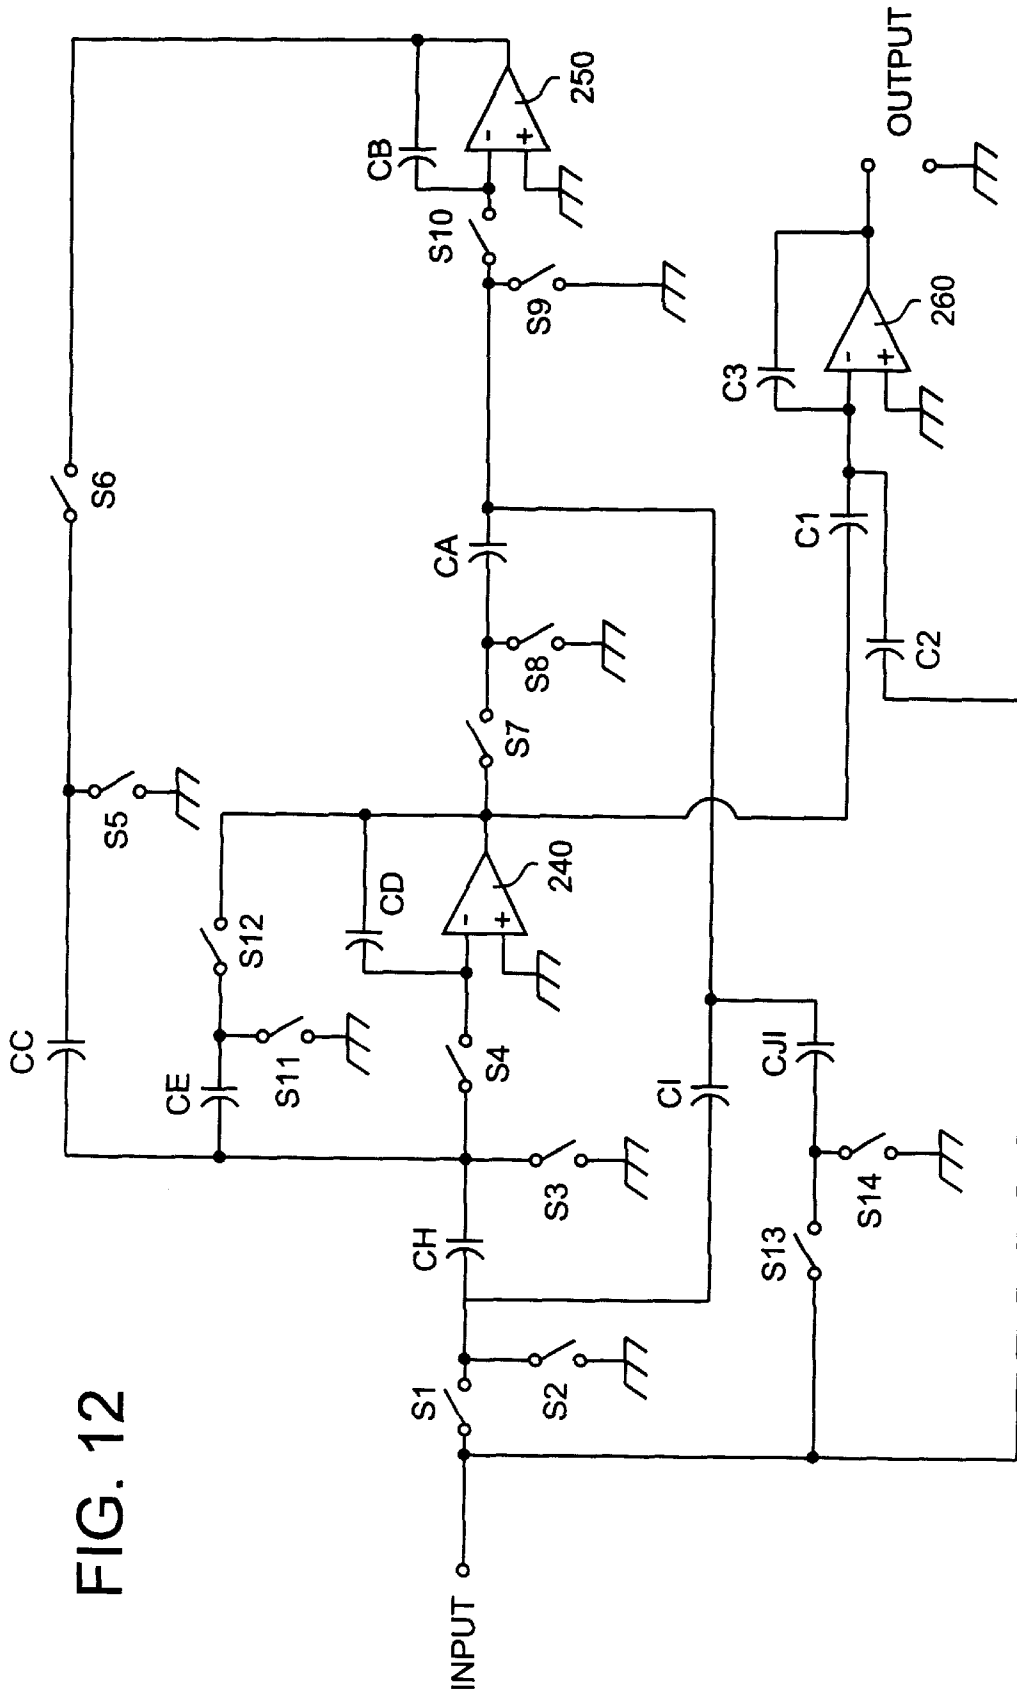 FIG. 12
INPUT
S1
S2
CH
S3
S4
CE
S11
S12
CC
S5
S6
CD
-
+
240
S7
S8
CA
S9
S10
CB
-
+
250
CI
CJI
S13
S14
C1
C2
C3
-
+
260
OUTPUT